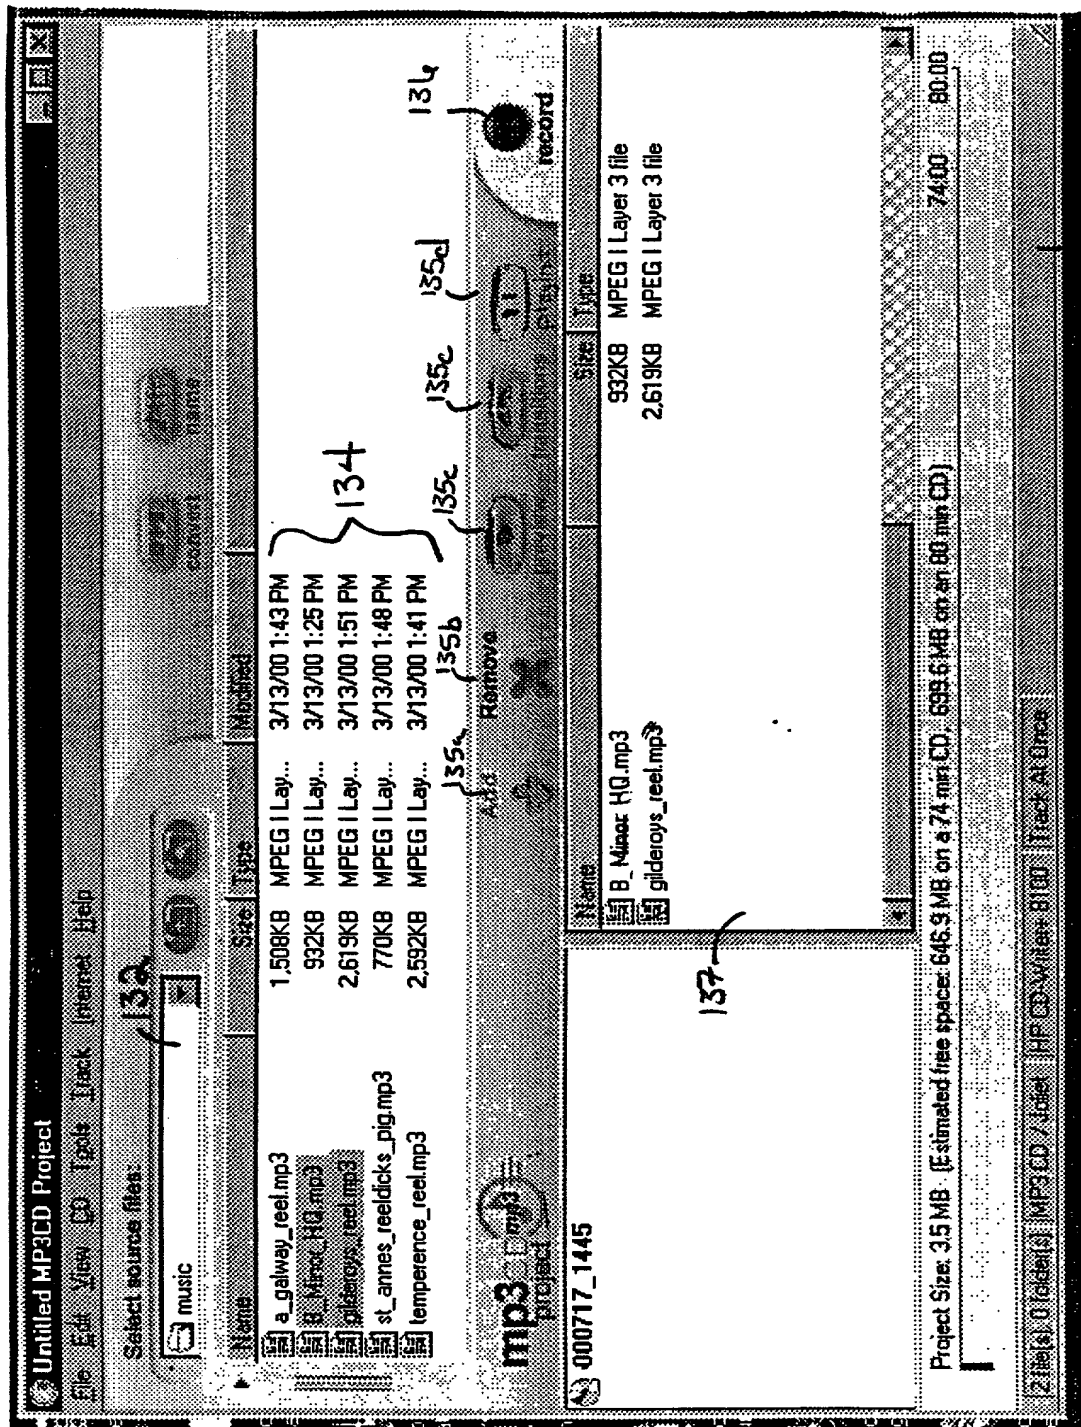 Untitled MP3CD Project
File Edit View CD Tools Track Internet Help
Select source files:
132
music
Name Size Type Modified
a_galway_reel.mp3 1,508KB MPEG I Lay... 3/13/00 1:43 PM
B_Minor_HQ.mp3 932KB MPEG I Lay... 3/13/00 1:25 PM
gilderoys_reel.mp3 2,619KB MPEG I Lay... 3/13/00 1:51 PM
st_annes_reeldicks_pig.mp3 770KB MPEG I Lay... 3/13/00 1:48 PM
temperence_reel.mp3 2,592KB MPEG I Lay... 3/13/00 1:41 PM
134
135a 135b 135c 135c 135d 136
mp3 mp3
project
Add Remove record
000717_1445
Name Size Type
B_Minor_HQ.mp3 932KB MPEG I Layer 3 file
gilderoys_reel.mp3 2,619KB MPEG I Layer 3 file
137
Project Size: 3.5 MB - [Estimated free space: 646.9 MB on a 74 min CD, 699.6 MB on an 80 min CD]
74:00 80:00
2 file(s) 0 folder(s) MP3 CD / Joliet HP CD-Writer+ 8100 Track At Once